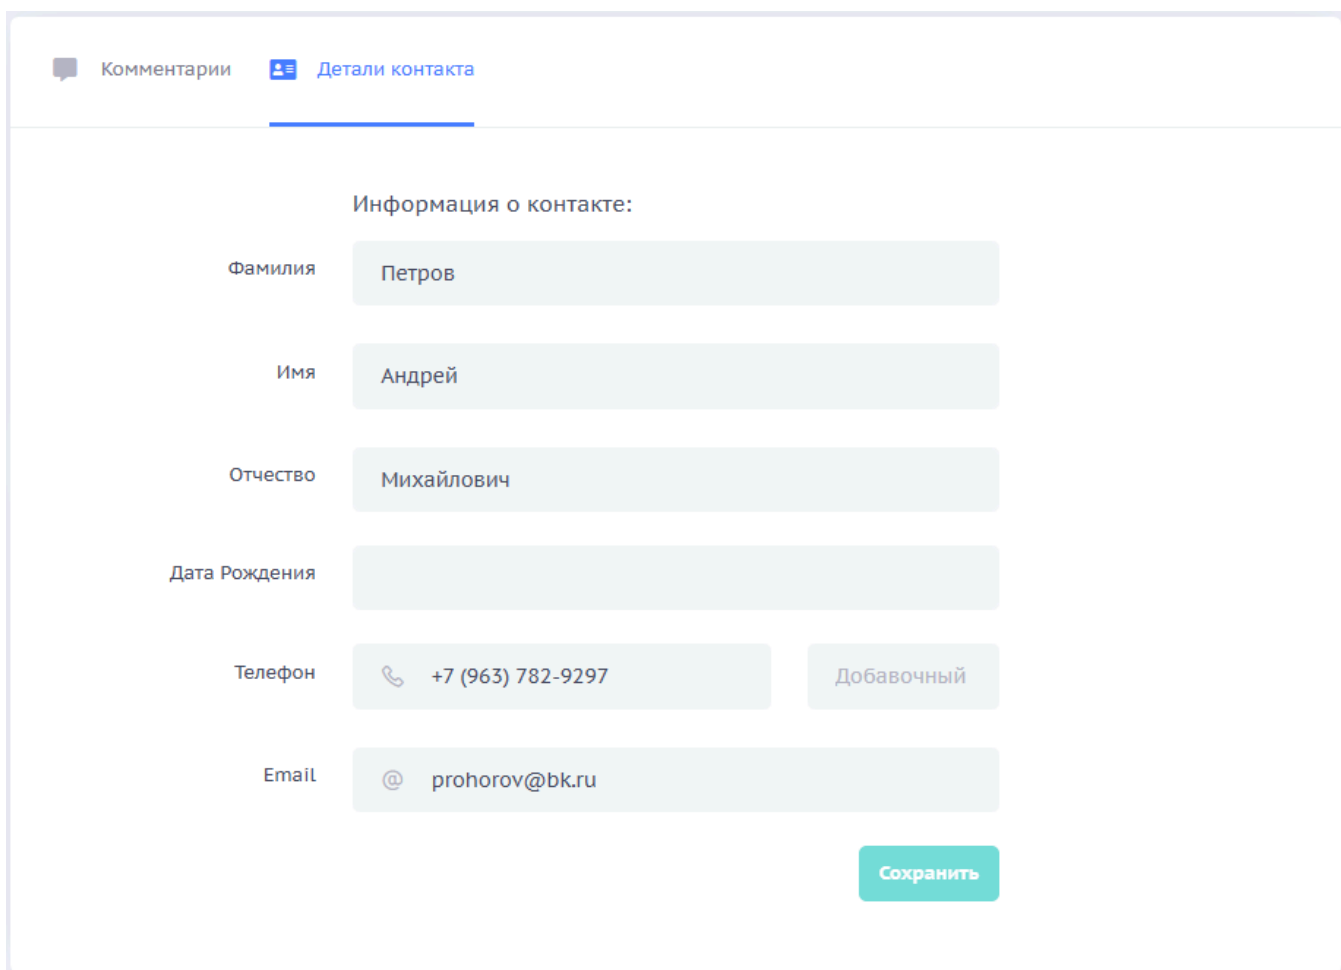 Комментарии Детали контакта
Информация о контакте:
Фамилия Петров
Имя Андрей
Отчество Михайлович
Дата Рождения
Телефон +7 (963) 782-9297 Добавочный
Email @ prohorov@bk.ru
Сохранить